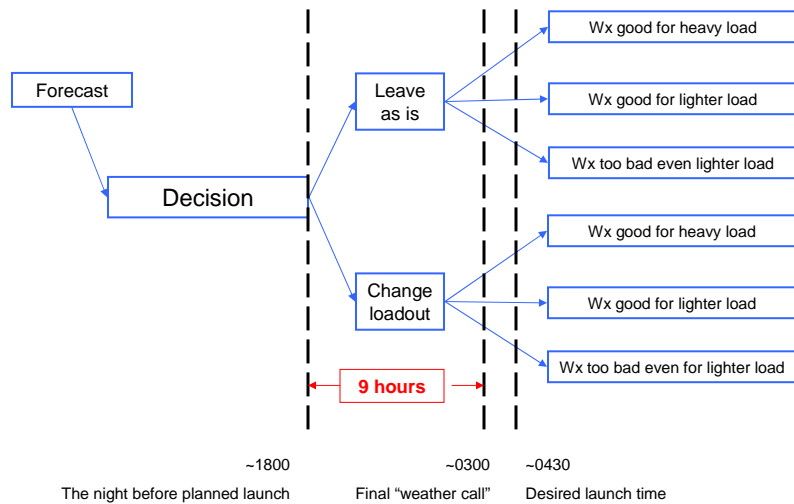 Wx good for heavy load
Forecast
Leave
as is
Wx good for lighter load
Wx too bad even lighter load
Decision
Wx good for heavy load
Change
loadout
Wx good for lighter load
Wx too bad even for lighter load
9 hours
~1800
~0300
~0430
The night before planned launch
Final “weather call”
Desired launch time